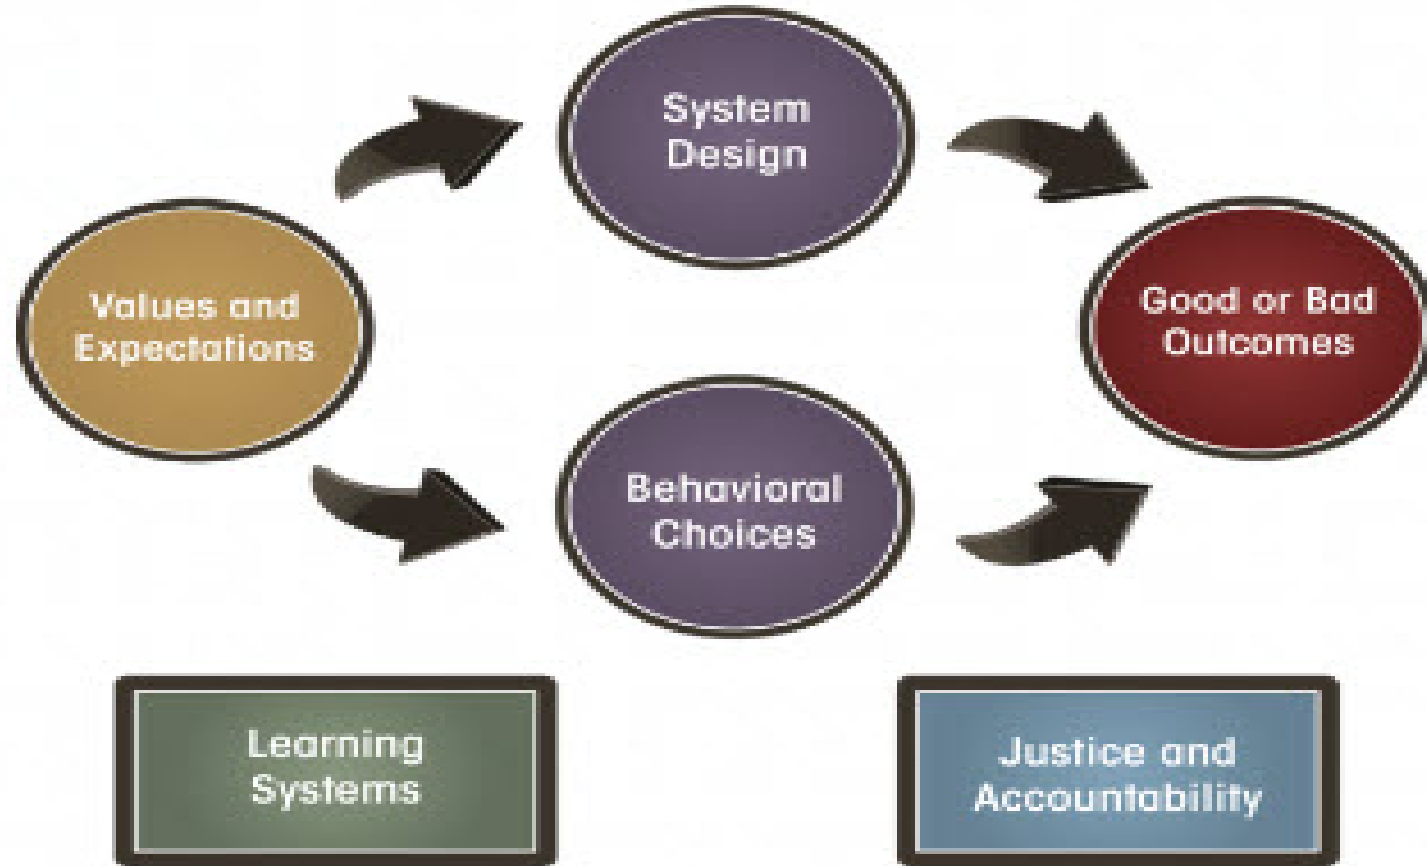 System
Design
Values and
Expectations
Good or Bad
Outcomes
Behavioral
Choices
Learning
Systems
Justice and
Accountability